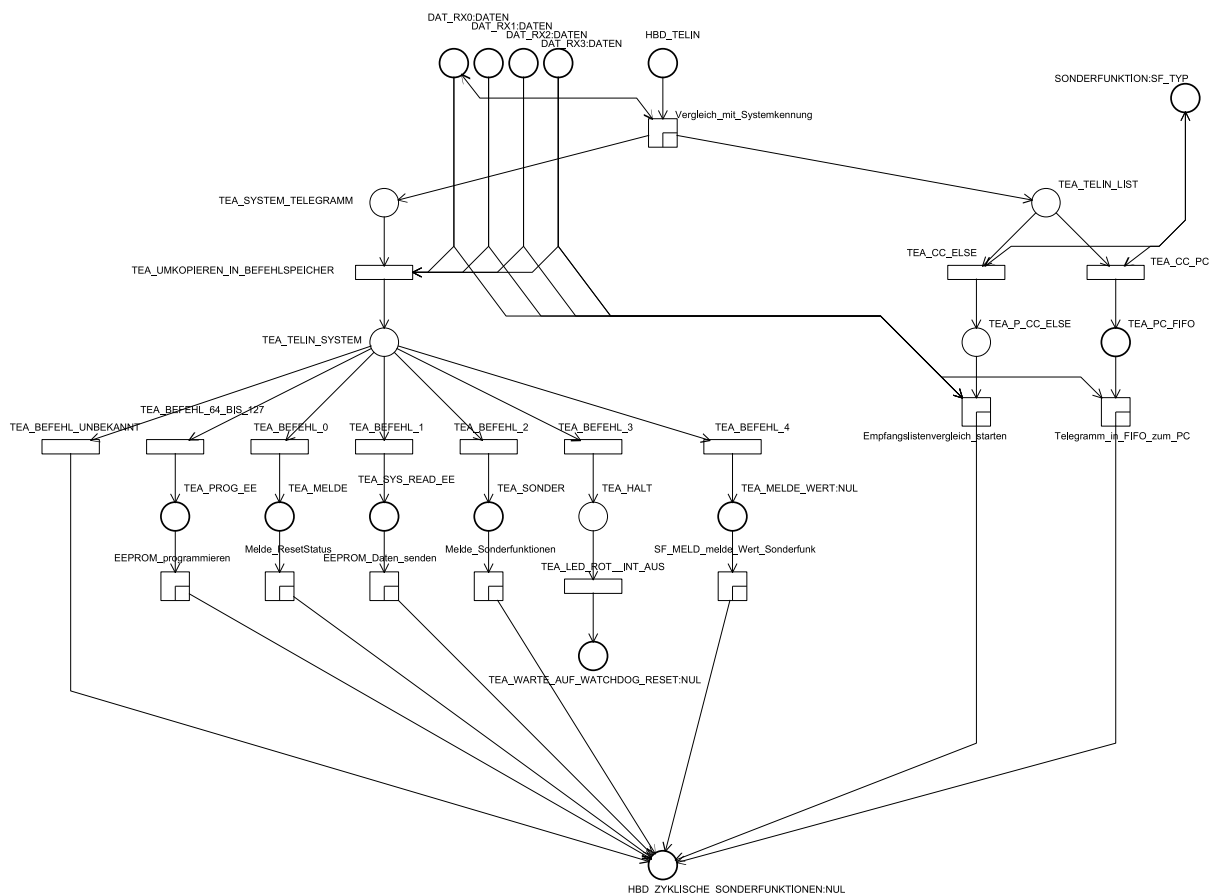 DAT_RX0:DATEN
DAT_RX1:DATEN
DAT_RX2:DATEN
DAT_RX3:DATEN
HBD_TELIN
SONDERFUNKTION:SF_TYP
Vergleich_mit_Systemkennung
TEA_SYSTEM_TELEGRAMM
TEA_TELIN_LIST
TEA_CC_ELSE
TEA_CC_PC
TEA_UMKOPIEREN_IN_BEFEHLSPEICHER
TEA_TELIN_SYSTEM
TEA_P_CC_ELSE
TEA_PC_FIFO
TEA_BEFEHL_UNBEKANNT
TEA_BEFEHL_64_BIS_127
TEA_BEFEHL_0
TEA_BEFEHL_1
TEA_BEFEHL_2
TEA_BEFEHL_3
TEA_BEFEHL_4
Empfangslistenvergleich_starten
Telegramm_in_FIFO_zum_PC
TEA_PROG_EE
TEA_MELDE
TEA_SYS_READ_EE
TEA_SONDER
TEA_HALT
TEA_MELDE_WERT:NUL
EEPROM_programmieren
Melde_ResetStatus
EEPROM_Daten_senden
Melde_Sonderfunktionen
TEA_LED_ROT__INT_AUS
SF_MELD_melde_Wert_Sonderfunk
TEA_WARTE_AUF_WATCHDOG_RESET:NUL
HBD_ZYKLISCHE_SONDERFUNKTIONEN:NUL